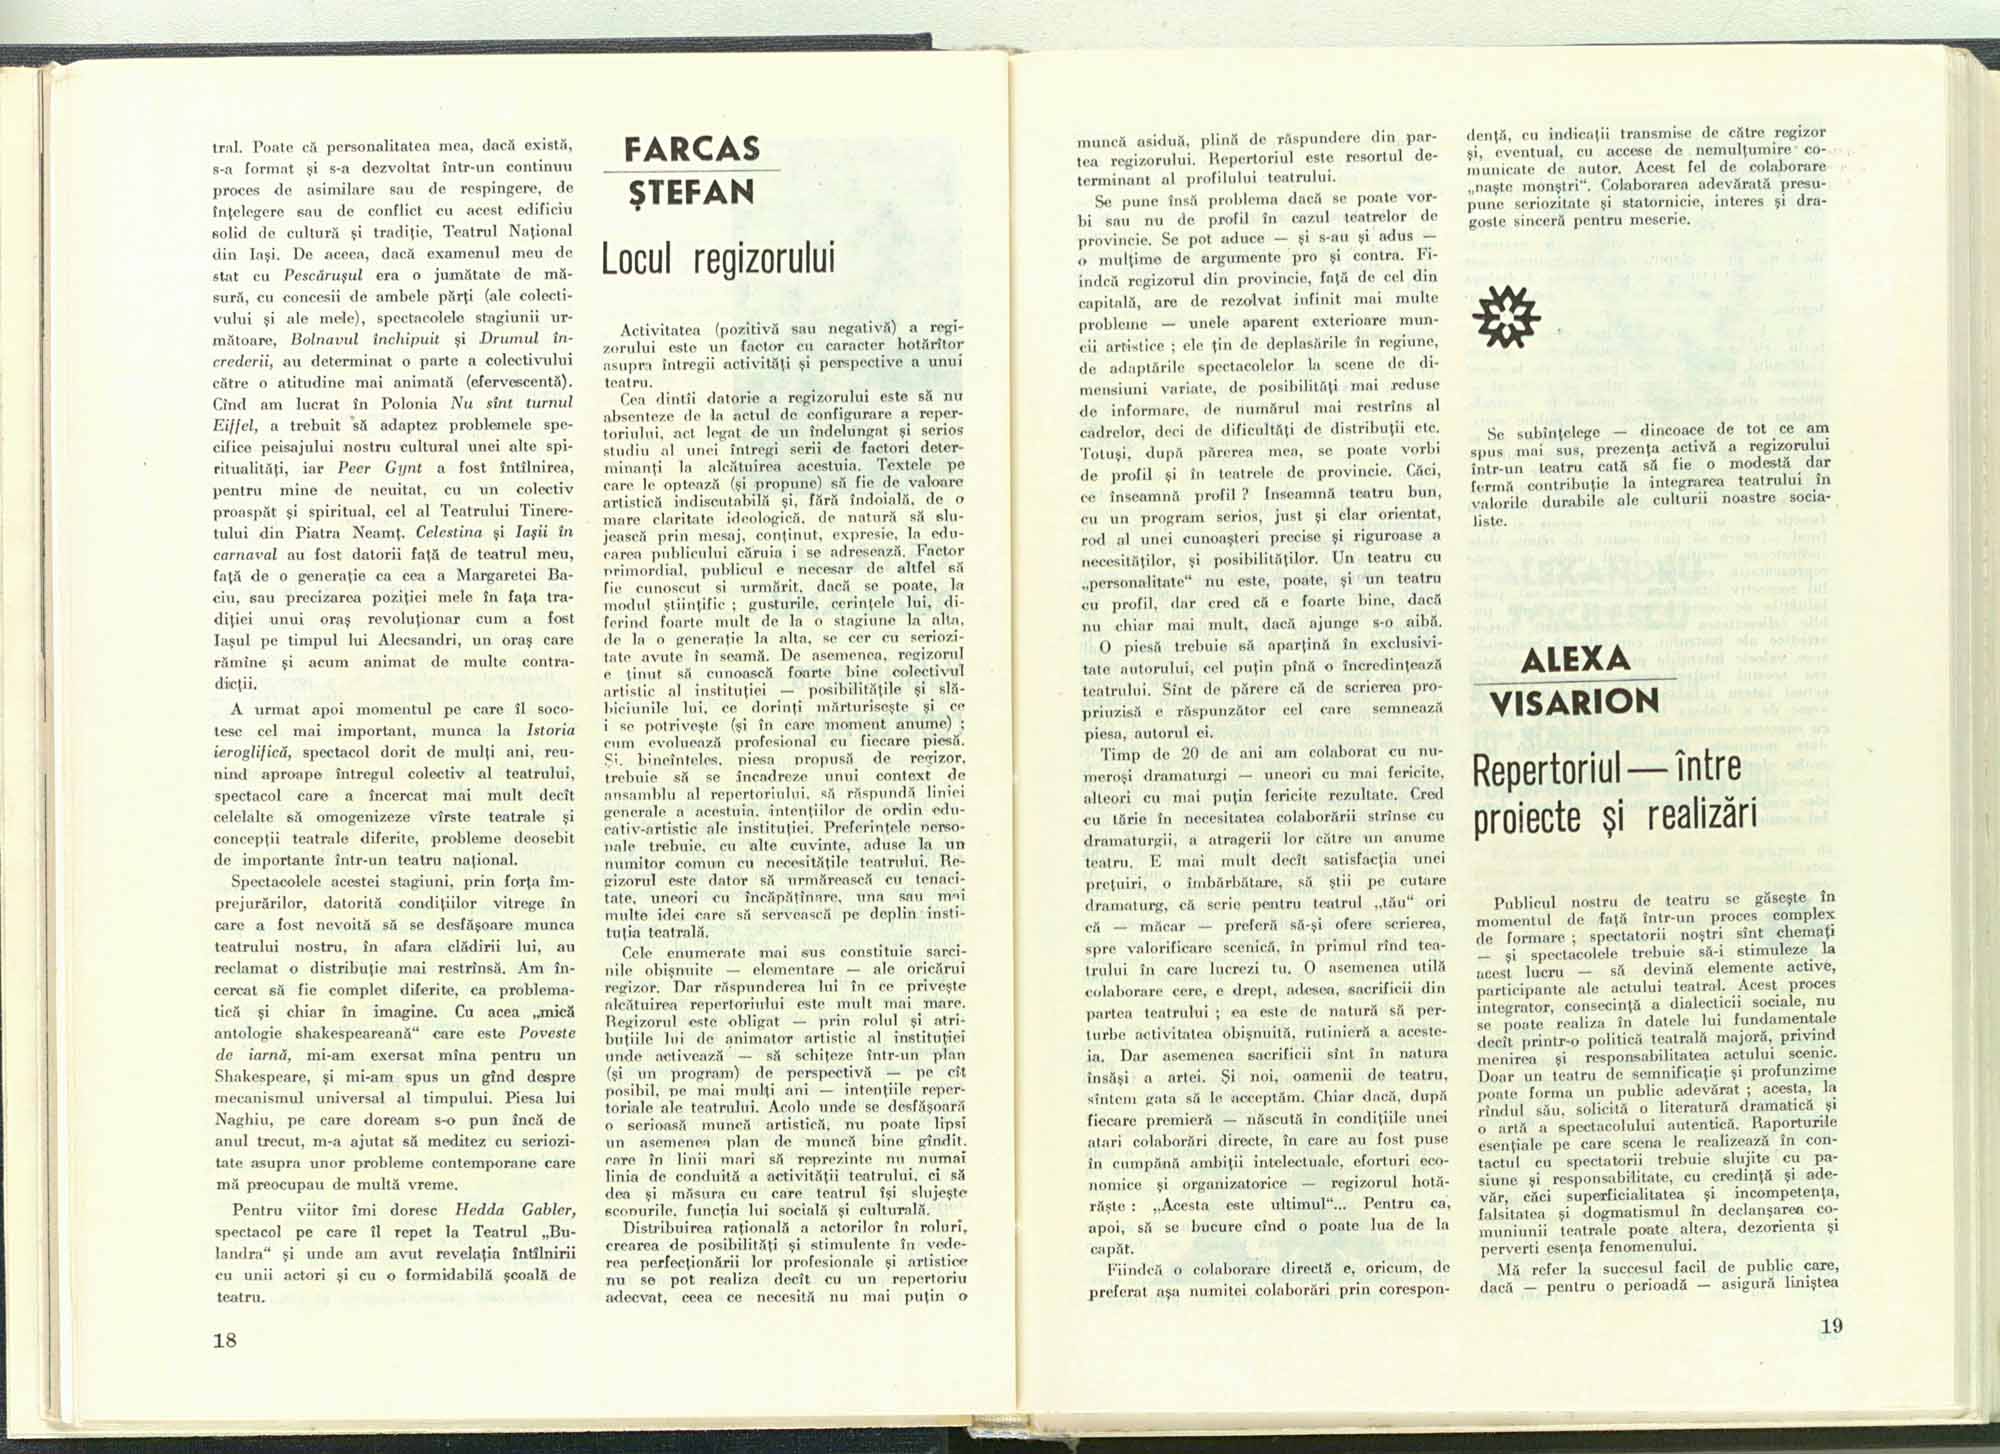 tral. Poate că personalitatea mea, dacă există,
s-a format și s-a dezvoltat într-un continuu
proces de asimilare sau de respingere, de
înțelegere sau de conflict cu acest edificiu
solid de cultură și tradiție, Teatrul Național
din Iași. De aceea, dacă examenul meu de
stat cu Pescărușul era o jumătate de mă-
sură, cu concesii de ambele părți (ale colecti-
vului și ale mele), spectacolele stagiunii ur-
mătoare, Bolnavul închipuit și Drumul în-
crederii, au determinat o parte a colectivului
către o atitudine mai animată (efervescentă).
Cînd am lucrat în Polonia Nu sînt turnul
Eiffel, a trebuit să adaptez problemele spe-
cifice peisajului nostru cultural unei alte spi-
ritualități, iar Peer Gynt a fost întîlnirea,
pentru mine de neuitat, cu un colectiv
proaspăt și spiritual, cel al Teatrului Tinere-
tului din Piatra Neamț. Celestina și Iașii în
carnaval au fost datorii față de teatrul meu,
față de o generație ca cea a Margaretei Ba-
ciu, sau precizarea poziției mele în fața tra-
diției unui oraș revoluționar cum a fost
Iașul pe timpul lui Alecsandri, un oraș care
rămîne și acum animat de multe contra-
dicții.
A urmat apoi momentul pe care îl soco-
tesc cel mai important, munca la Istoria
ieroglifică, spectacol dorit de mulți ani, reu-
nind aproape întregul colectiv al teatrului,
spectacol care a încercat mai mult decît
celelalte să omogenizeze vîrste teatrale și
concepții teatrale diferite, probleme deosebit
de importante într-un teatru național.
Spectacolele acestei stagiuni, prin forța îm-
prejurărilor, datorită condițiilor vitrege în
care a fost nevoită să se desfășoare munca
teatrului nostru, în afara clădirii lui, au
reclamat o distribuție mai restrînsă. Am în-
cercat să fie complet diferite, ca problema-
tică și chiar în imagine. Cu acea „mică
antologie shakespeareană“ care este Poveste
de iarnă, mi-am exersat mîna pentru un
Shakespeare, și mi-am spus un gînd despre
mecanismul universal al timpului. Piesa lui
Naghiu, pe care doream s-o pun încă de
anul trecut, m-a ajutat să meditez cu seriozi-
tate asupra unor probleme contemporane care
mă preocupau de multă vreme.
Pentru viitor îmi doresc Hedda Gabler,
spectacol pe care îl repet la Teatrul „Bu-
landra“ și unde am avut revelația întîlnirii
cu unii actori și cu o formidabilă școală de
teatru.
18
FARCAS
ȘTEFAN
Locul regizorului
Activitatea (pozitivă sau negativă) a regi-
zorului este un factor cu caracter hotărîtor
asupra întregii activități și perspective a unui
teatru.
Cea dintîi datorie a regizorului este să nu
absenteze de la actul de configurare a reper-
toriului, act legat de un îndelungat și serios
studiu al unei întregi serii de factori deter-
minanți la alcătuirea acestuia. Textele pe
care le optează (și propune) să fie de valoare
artistică indiscutabilă și, fără îndoială, de o
mare claritate ideologică, de natură să slu-
jească prin mesaj, conținut, expresie, la edu-
carea publicului căruia i se adresează. Factor
primordial, publicul e necesar de altfel să
fie cunoscut si urmărit, dacă se poate, la
modul științific ; gusturile, cerințele lui, di-
ferind foarte mult de la o stagiune la alta,
de la o generație la alta, se cer cu seriozi-
tate avute în seamă. De asemenea, regizorul
e ținut să cunoască foarte bine colectivul
artistic al instituției — posibilitățile și slă-
biciunile lui, ce dorinți mărturisește și ce
i se potrivește (și în care moment anume) ;
cum evoluează profesional cu fiecare piesă.
Și, bineînțeles, piesa propusă de regizor,
trebuie să se încadreze unui context de
ansamblu al repertoriului, să răspundă liniei
generale a acestuia, intențiilor de ordin edu-
cativ-artistic ale instituției. Preferințele perso-
nale trebuie, cu alte cuvinte, aduse la un
numitor comun cu necesitățile teatrului. Re-
gizorul este dator să urmărească cu tenaci-
tate, uneori cu încăpățînare, una sau mai
multe idei care să servească pe deplin insti-
tuția teatrală.
Cele enumerate mai sus constituie sarci-
nile obișnuite — elementare — ale oricărui
regizor. Dar răspunderea lui în ce privește
alcătuirea repertoriului este mult mai mare.
Regizorul este obligat — prin rolul și atri-
buțiile lui de animator artistic al instituției
unde activează — să schițeze într-un plan
(și un program) de perspectivă — pe cît
posibil, pe mai mulți ani — intențiile reper-
toriale ale teatrului. Acolo unde se desfășoară
o serioasă muncă artistică, nu poate lipsi
un asemenea plan de muncă bine gîndit,
care în linii mari să reprezinte nu numai
linia de conduită a activității teatrului, ci să
dea și măsura cu care teatrul își slujește
scopurile, funcția lui socială și culturală.
Distribuirea rațională a actorilor în roluri,
crearea de posibilități și stimulente în vede-
rea perfecționării lor profesionale și artistice
nu se pot realiza decît cu un repertoriu
adecvat, ceea ce necesită nu mai puțin o
muncă asiduă, plină de răspundere din par-
tea regizorului. Repertoriul este resortul de-
terminant al profilului teatrului.
Se pune însă problema dacă se poate vor-
bi sau nu de profil în cazul teatrelor de
provincie. Se pot aduce — și s-au și adus —
o mulțime de argumente pro și contra. Fi-
indcă regizorul din provincie, față de cel din
capitală, are de rezolvat infinit mai multe
probleme — unele aparent exterioare mun-
cii artistice ; ele țin de deplasările în regiune,
de adaptările spectacolelor la scene de di-
mensiuni variate, de posibilități mai reduse
de informare, de numărul mai restrîns al
cadrelor, deci de dificultăți de distribuții etc.
Totuși, după părerea mea, se poate vorbi
de profil și în teatrele de provincie. Căci,
ce înseamnă profil ? Înseamnă teatru bun,
cu un program serios, just și clar orientat,
rod al unei cunoașteri precise și riguroase a
necesităților, și posibilităților. Un teatru cu
„personalitate“ nu este, poate, și un teatru
cu profil, dar cred că e foarte bine, dacă
nu chiar mai mult, dacă ajunge s-o aibă.
O piesă trebuie să aparțină în exclusivi-
tate autorului, cel puțin pînă o încredințează
teatrului. Sînt de părere că de scrierea pro-
priuzisă e răspunzător cel care semnează
piesa, autorul ei.
Timp de 20 de ani am colaborat cu nu-
meroși dramaturgi — uneori cu mai fericite,
alteori cu mai puțin fericite rezultate. Cred
cu tărie în necesitatea colaborării strînse cu
dramaturgii, a atragerii lor către un anume
teatru. E mai mult decît satisfacția unei
prețuiri, o îmbărbătare, să știi pe cutare
dramaturg, că scrie pentru teatrul „tău“ ori
că — măcar — preferă să-și ofere scrierea,
spre valorificare scenică, în primul rînd tea-
trului în care lucrezi tu. O asemenea utilă
colaborare cere, e drept, adesea, sacrificii din
partea teatrului ; ea este de natură să per-
turbe activitatea obișnuită, rutinieră a aceste-
ia. Dar asemenea sacrificii sînt în natura
însăși a artei. Și noi, oamenii de teatru,
sîntem gata să le acceptăm. Chiar dacă, după
fiecare premieră — născută în condițiile unei
atari colaborări directe, în care au fost puse
în cumpănă ambiții intelectuale, eforturi eco-
nomice și organizatorice — regizorul hotă-
răște : „Acesta este ultimul“... Pentru ca,
apoi, să se bucure cînd o poate lua de la
capăt.
Fiindcă o colaborare directă e, oricum, de
preferat așa numitei colaborări prin corespon-
dență, cu indicații transmise de către regizor
și, eventual, cu accese de nemulțumire co-
municate de autor. Acest fel de colaborare
„naște monștri“. Colaborarea adevărată presu-
pune seriozitate și statornicie, interes și dra-
goste sinceră pentru meserie.
Se subînțelege — dincoace de tot ce am
spus mai sus, prezența activă a regizorului
într-un teatru cată să fie o modestă dar
fermă contribuție la integrarea teatrului în
valorile durabile ale culturii noastre socia-
liste.
ALEXA
VISARION
Repertoriul — între
proiecte și realizări
Publicul nostru de teatru se găsește în
momentul de față într-un proces complex
de formare ; spectatorii noștri sînt chemați
— și spectacolele trebuie să-i stimuleze la
acest lucru — să devină elemente active,
participante ale actului teatral. Acest proces
integrator, consecință a dialecticii sociale, nu
se poate realiza în datele lui fundamentale
decît printr-o politică teatrală majoră, privind
menirea și responsabilitatea actului scenic.
Doar un teatru de semnificație și profunzime
poate forma un public adevărat ; acesta, la
rîndul său, solicită o literatură dramatică și
o artă a spectacolului autentică. Raporturile
esențiale pe care scena le realizează în con-
tactul cu spectatorii trebuie slujite cu pa-
siune și responsabilitate, cu credință și ade-
văr, căci superficialitatea și incompetența,
falsitatea și dogmatismul în declanșarea co-
muniunii teatrale poate altera, dezorienta și
perverti esența fenomenului.
Mă refer la succesul facil de public care,
dacă — pentru o perioadă — asigură liniștea
19